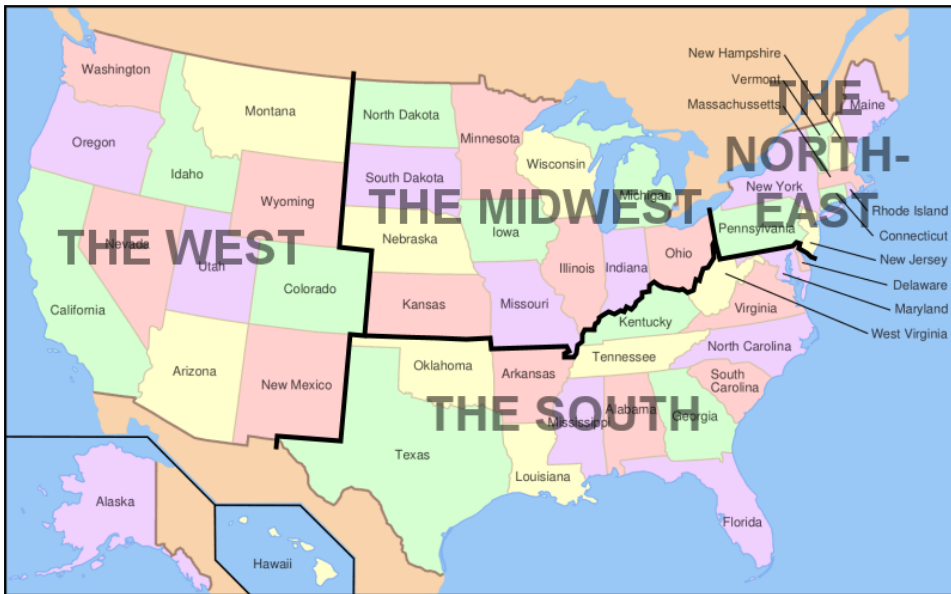 New Hampshire
Vermont
Massachussetts
THE
NORTH-
EAST
Maine
Washington
Montana
North Dakota
Minnesota
Oregon
Idaho
Wisconsin
South Dakota
Michigan
New York
Wyoming
THE MIDWEST
Rhode Island
THE WEST
Nevada
Utah
Nebraska
Iowa
Pennsylvania
Connecticut
Illinois
Indiana
Ohio
New Jersey
Colorado
Delaware
California
Kansas
Missouri
Virginia
Maryland
Kentucky
West Virginia
North Carolina
Tennessee
Arizona
Oklahoma
Arkansas
South
Carolina
New Mexico
THE SOUTH
Mississippi
Alabama
Georgia
Texas
Louisiana
Alaska
Florida
Hawaii